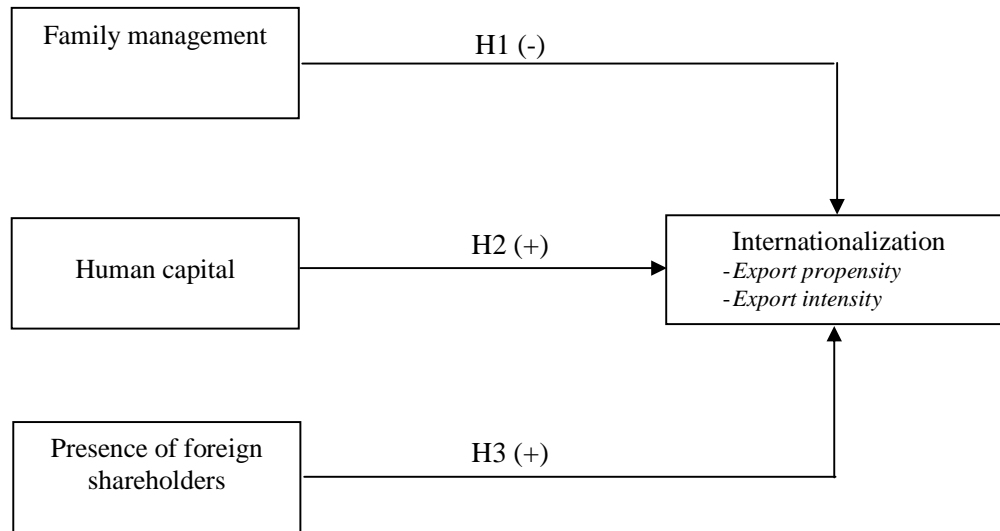 Family management
H1 (-)
Human capital
H2 (+)
Internationalization
-Export propensity
-Export intensity
Presence of foreign
shareholders
H3 (+)